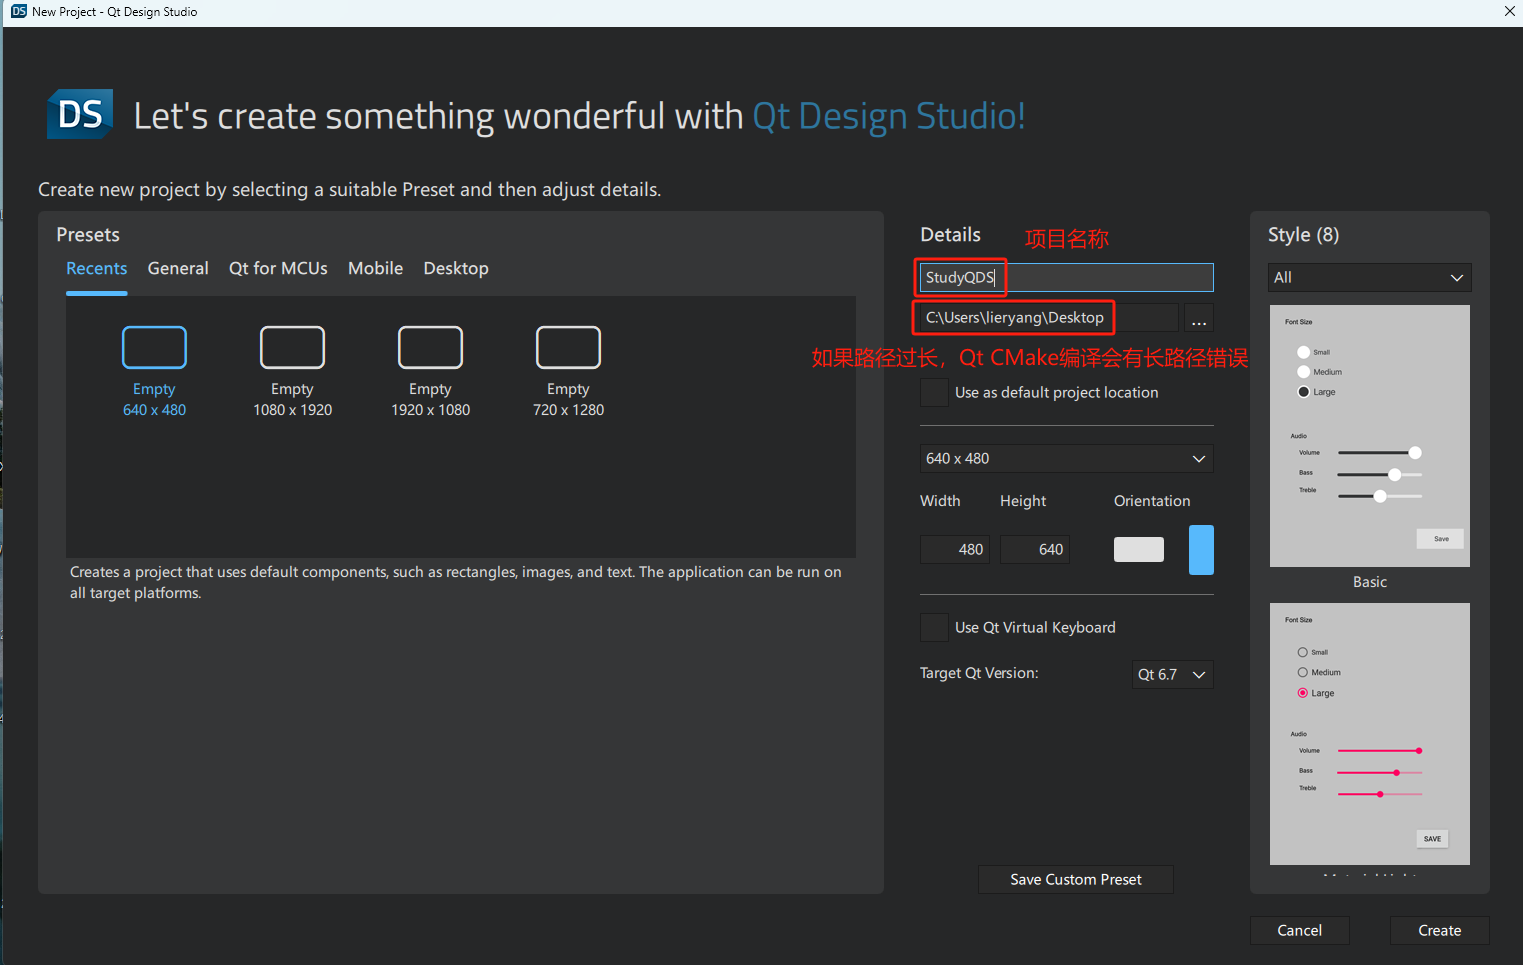 DS New Project - Qt Design Studio
DS Let's create something wonderful with Qt Design Studio!
Create new project by selecting a suitable Preset and then adjust details.
Presets
Recents General Qt for MCUs Mobile Desktop
Empty
640 x 480
Empty
1080 x 1920
Empty
1920 x 1080
Empty
720 x 1280
Creates a project that uses default components, such as rectangles, images, and text. The application can be run on
all target platforms.
Details
项目名称
StudyQDS
C:\Users\lieryang\Desktop
...
如果路径过长，Qt CMake编译会有长路径错误
Use as default project location
640 x 480
Width Height Orientation
480 640
Use Qt Virtual Keyboard
Target Qt Version: Qt 6.7
Save Custom Preset
Style (8)
All
Font Size
Small
Medium
Large
Audio
Volume
Bass
Treble
Save
Basic
Font Size
Small
Medium
Large
Audio
Volume
Bass
Treble
SAVE
Cancel Create